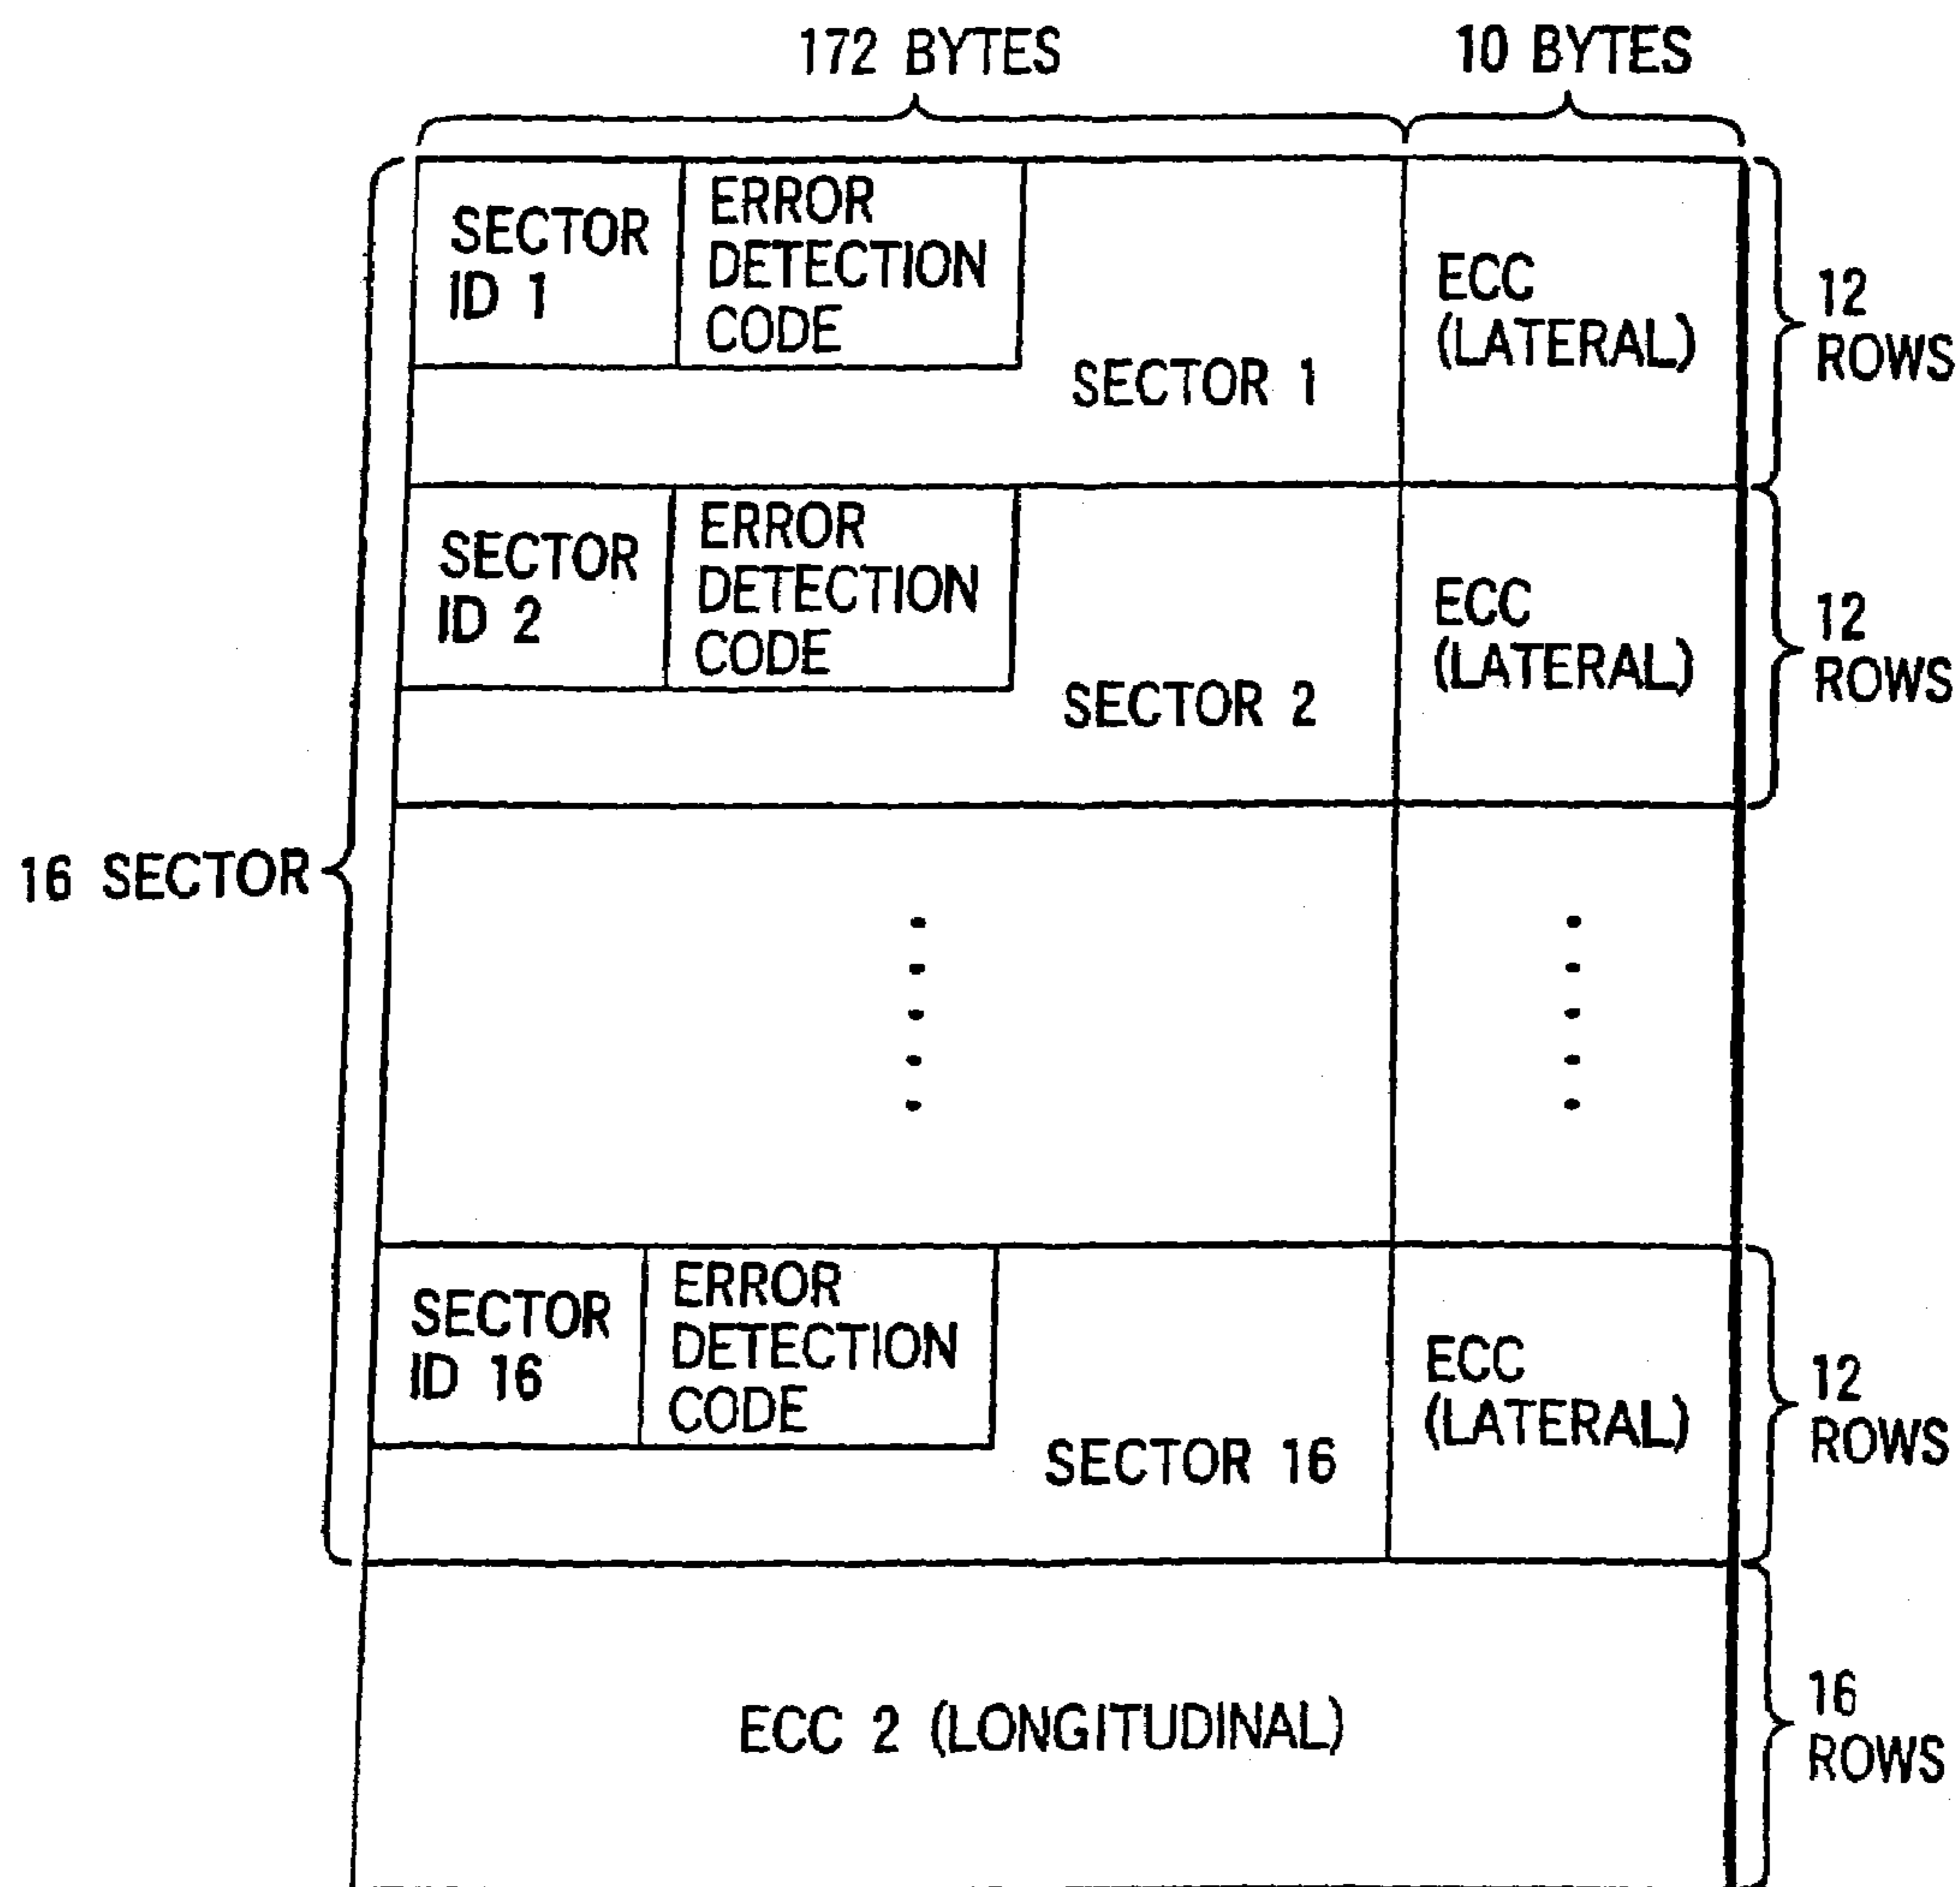 172 BYTES
10 BYTES
SECTOR
ID 1
ERROR
DETECTION
CODE
SECTOR 1
ECC
(LATERAL)
12
ROWS
SECTOR
ID 2
ERROR
DETECTION
CODE
SECTOR 2
ECC
(LATERAL)
12
ROWS
16 SECTOR
SECTOR
ID 16
ERROR
DETECTION
CODE
SECTOR 16
ECC
(LATERAL)
12
ROWS
ECC 2 (LONGITUDINAL)
16
ROWS